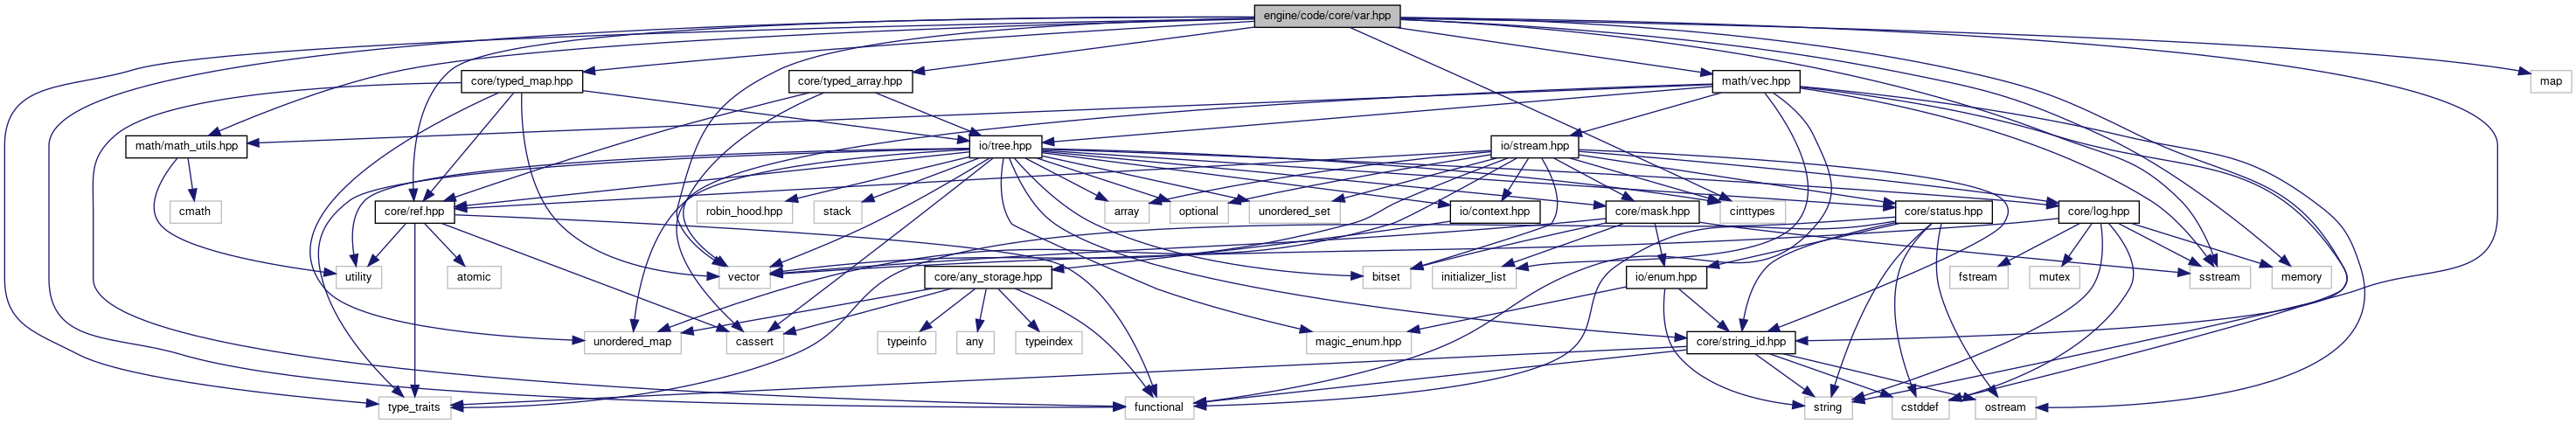 engine/code/core/var.hpp
core/typed_map.hpp
core/typed_array.hpp
math/vec.hpp
map
math/math_utils.hpp
io/tree.hpp
io/stream.hpp
cmath
core/ref.hpp
robin_hood.hpp
stack
array
optional
unordered_set
io/context.hpp
core/mask.hpp
cinttypes
core/status.hpp
core/log.hpp
utility
atomic
vector
core/any_storage.hpp
bitset
initializer_list
io/enum.hpp
fstream
mutex
sstream
memory
unordered_map
cassert
typeinfo
any
typeindex
magic_enum.hpp
core/string_id.hpp
type_traits
functional
string
cstddef
ostream